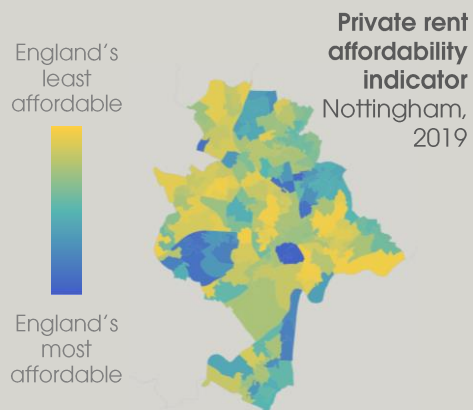 Private rent
affordability
indicator
Nottingham,
2019
England‘s
least
affordable
England‘s
most
affordable